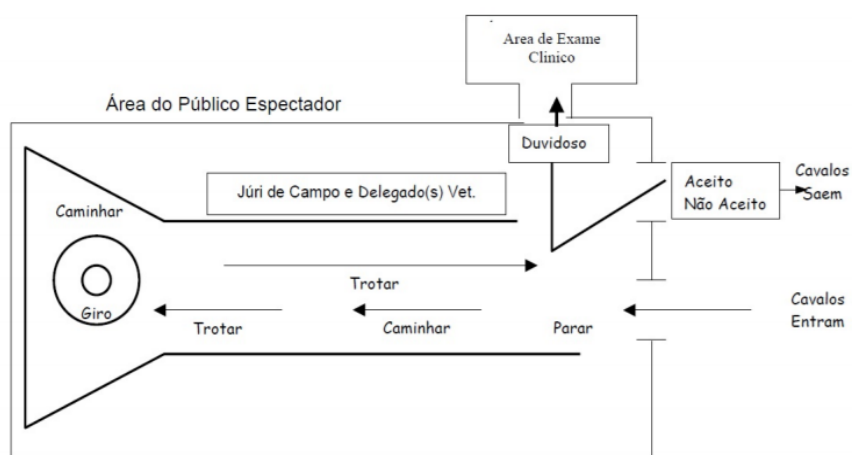 Area de Exame
Clinico
Área do Público Espectador
Duvidoso
Júri de Campo e Delegado(s) Vet.
Aceito
Não Aceito
Cavalos
Saem
Caminhar
Trotar
Giro
Trotar
Caminhar
Parar
Cavalos
Entram